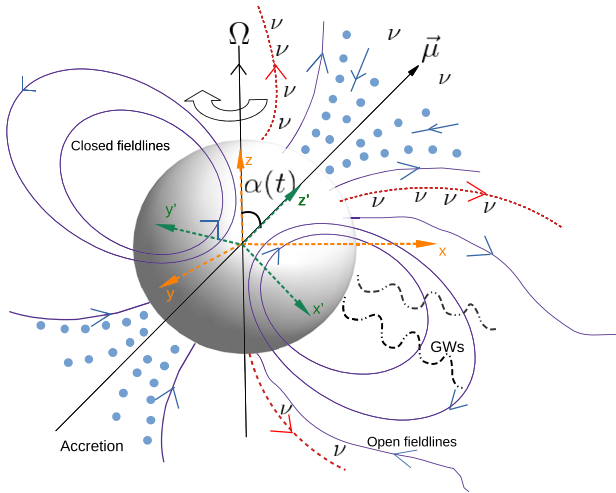 ν
Ω
ν
ν
μ⃗
ν
ν
ν
Closed fieldlines
z
α(t)
z'
ν
ν
ν
ν
y'
x
y
x'
GWs
ν
Accretion
ν
Open fieldlines